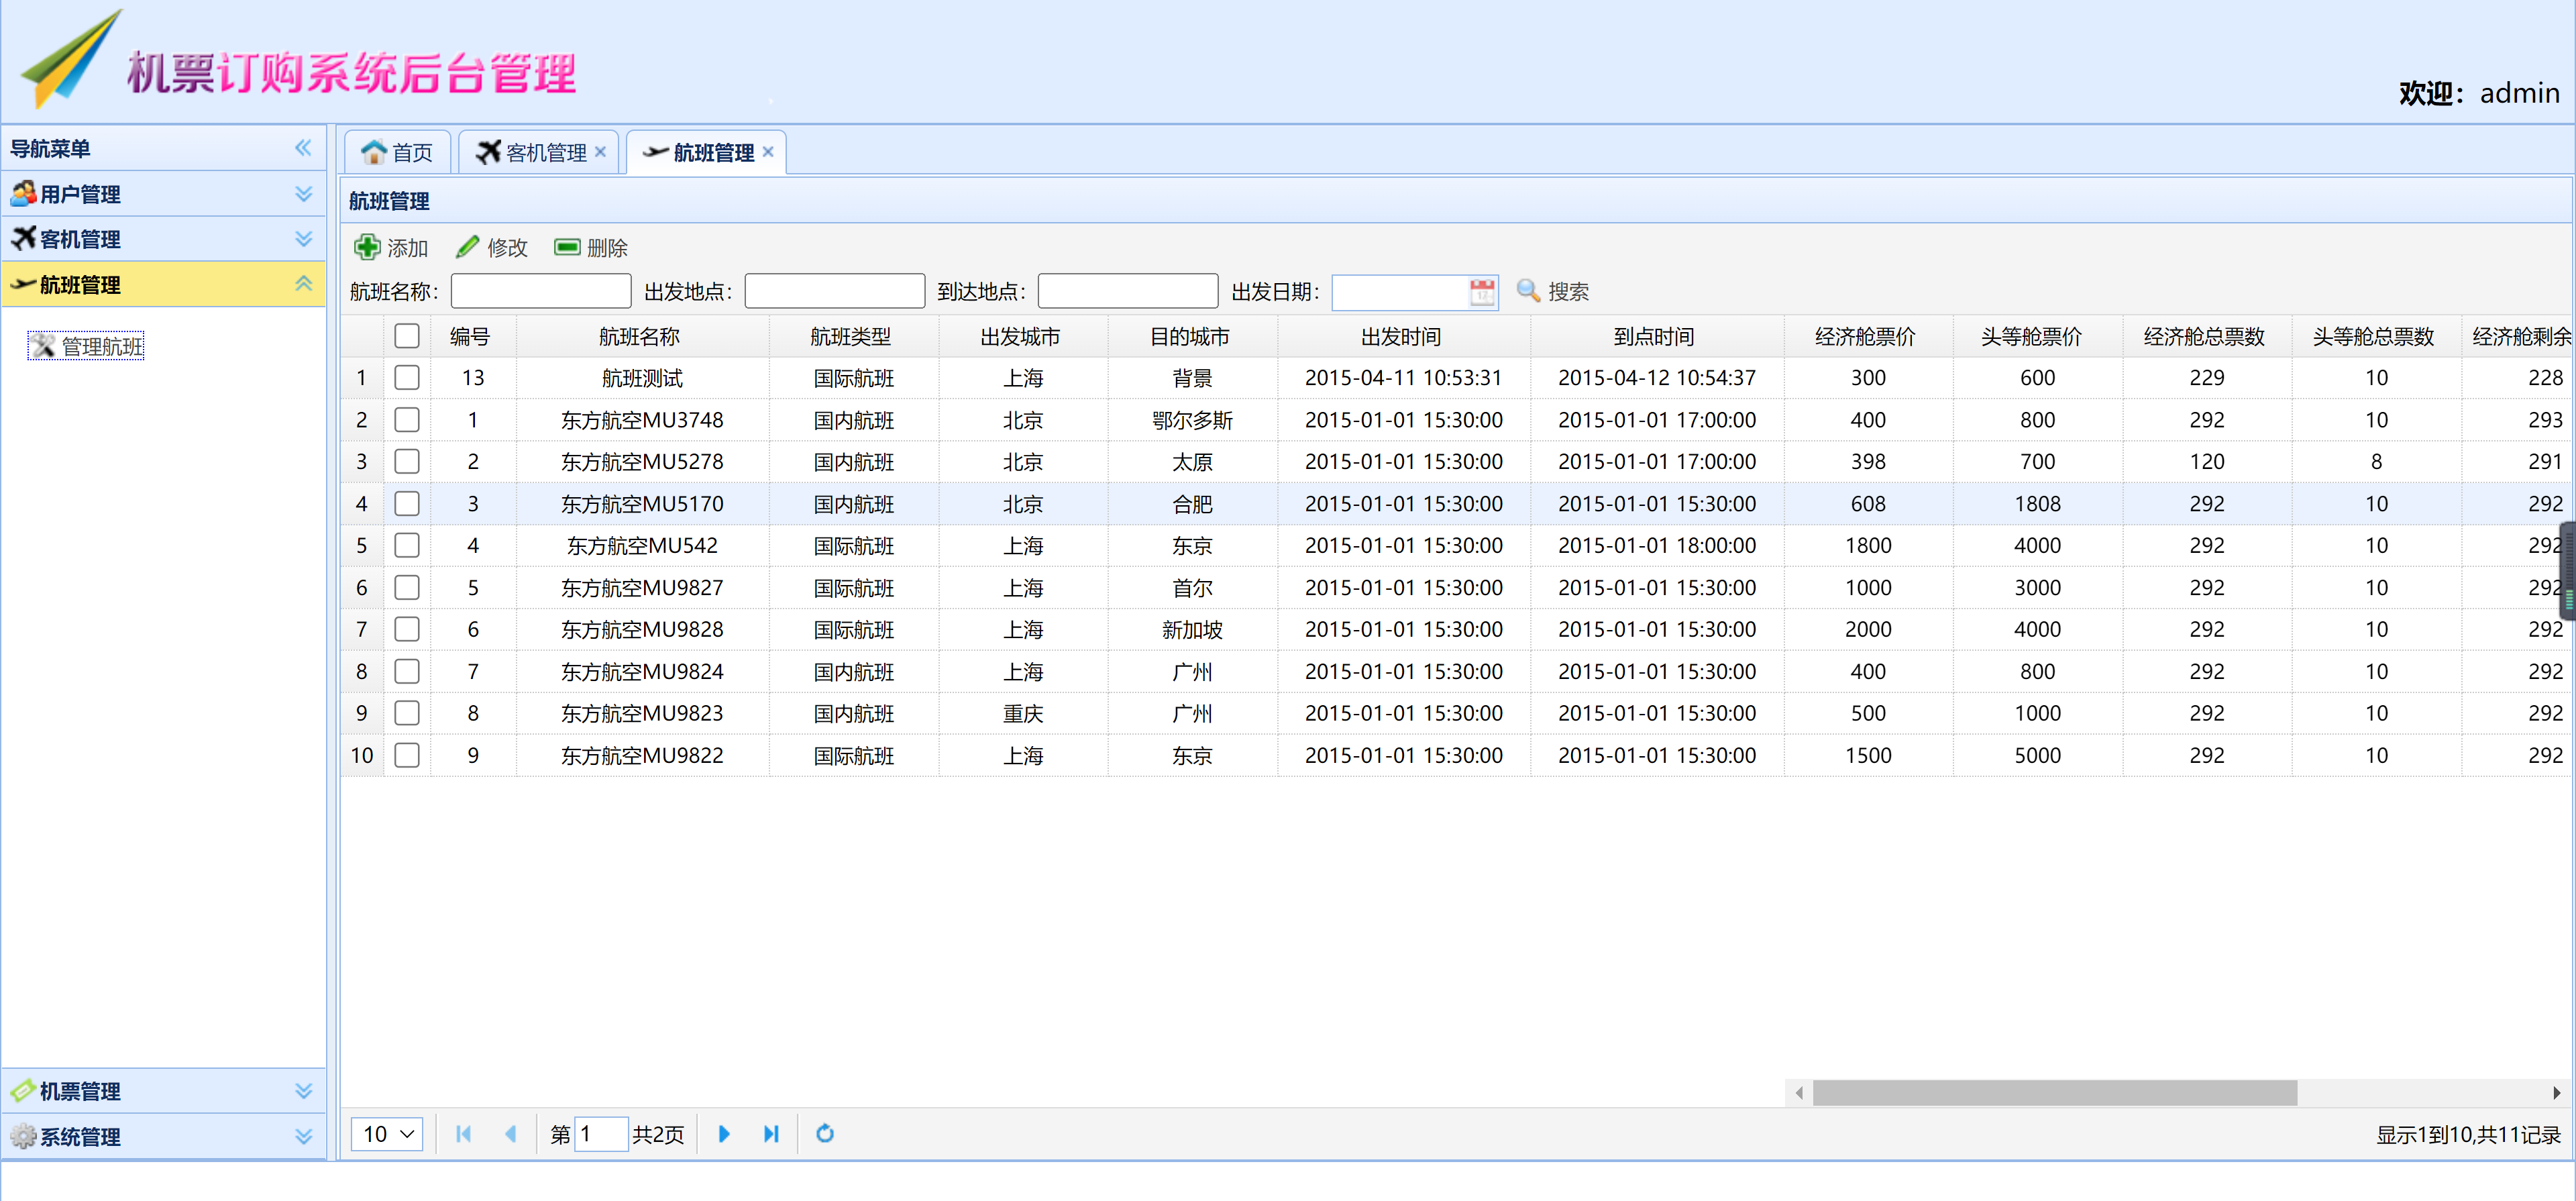 机票订购系统后台管理
欢迎：admin
导航菜单
用户管理
客机管理
航班管理
管理航班
机票管理
系统管理
首页 客机管理 航班管理
航班管理
添加 修改 删除
航班名称： 出发地点： 到达地点： 出发日期： 搜索
编号 航班名称 航班类型 出发城市 目的城市 出发时间 到点时间 经济舱票价 头等舱票价 经济舱总票数 头等舱总票数 经济舱剩余
1 13 航班测试 国际航班 上海 背景 2015-04-11 10:53:31 2015-04-12 10:54:37 300 600 229 10 228
2 1 东方航空MU3748 国内航班 北京 鄂尔多斯 2015-01-01 15:30:00 2015-01-01 17:00:00 400 800 292 10 293
3 2 东方航空MU5278 国内航班 北京 太原 2015-01-01 15:30:00 2015-01-01 17:00:00 398 700 120 8 291
4 3 东方航空MU5170 国内航班 北京 合肥 2015-01-01 15:30:00 2015-01-01 15:30:00 608 1808 292 10 292
5 4 东方航空MU542 国际航班 上海 东京 2015-01-01 15:30:00 2015-01-01 18:00:00 1800 4000 292 10 292
6 5 东方航空MU9827 国际航班 上海 首尔 2015-01-01 15:30:00 2015-01-01 15:30:00 1000 3000 292 10 292
7 6 东方航空MU9828 国际航班 上海 新加坡 2015-01-01 15:30:00 2015-01-01 15:30:00 2000 4000 292 10 292
8 7 东方航空MU9824 国内航班 上海 广州 2015-01-01 15:30:00 2015-01-01 15:30:00 400 800 292 10 292
9 8 东方航空MU9823 国内航班 重庆 广州 2015-01-01 15:30:00 2015-01-01 15:30:00 500 1000 292 10 292
10 9 东方航空MU9822 国际航班 上海 东京 2015-01-01 15:30:00 2015-01-01 15:30:00 1500 5000 292 10 292
10 第 1 共2页 显示1到10,共11记录